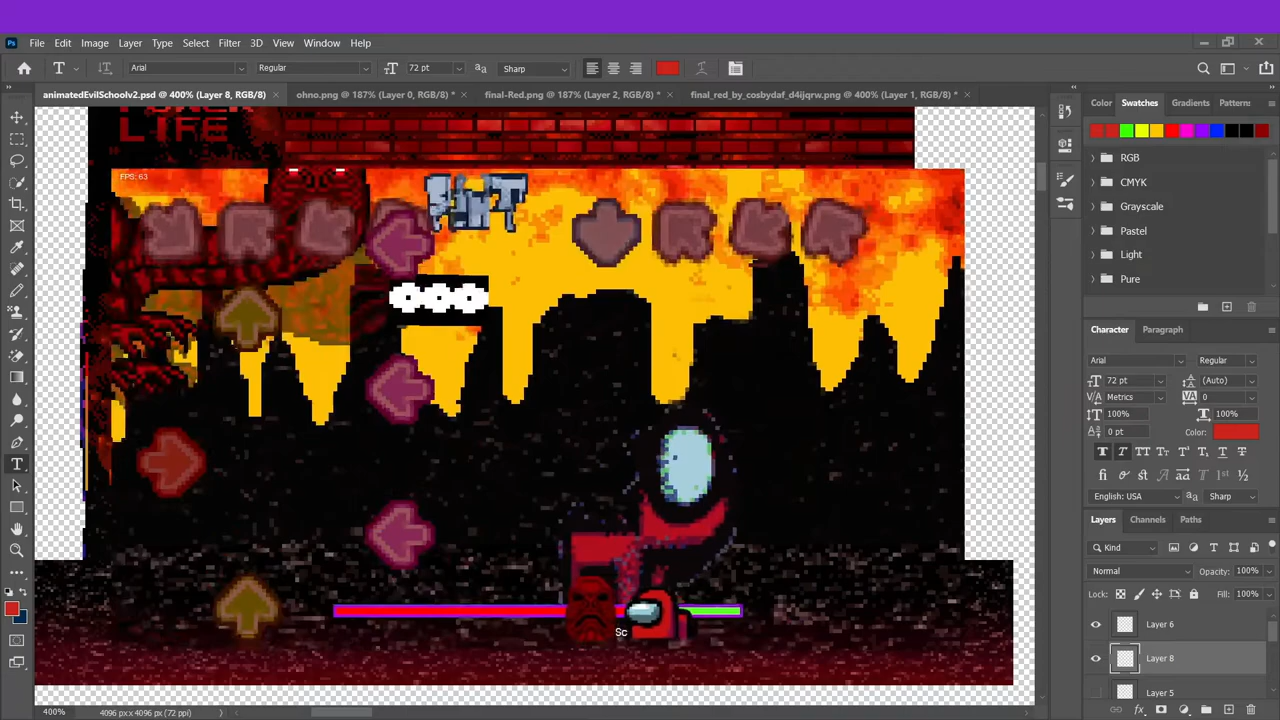 Ps File Edit Image Layer Type Select Filter 3D View Window Help
T Arial Regular 72 pt Sharp
animatedEvilSchoolv2.psd @ 400% (Layer 8, RGB/8) ohno.png @ 187% (Layer 0, RGB/8) * final-Red.png @ 187% (Layer 2, RGB/8) * final_red_by_cosbydaf_d4ijqrw.png @ 400% (Layer 1, RGB/8) *
Color Swatches Gradients Patterns
LIFE
FPS: 63
RGB
CMYK
Grayscale
Pastel
Light
Pure
Character Paragraph
Arial Regular
72 pt (Auto)
Metrics 0
100% 100%
0 pt Color:
English: USA Sharp
Layers Channels Paths
Kind
Normal Opacity: 100%
Lock: Fill: 100%
Layer 6
Sc
Layer 8
Layer 5
400% 4096 px x 4096 px (72 ppi)